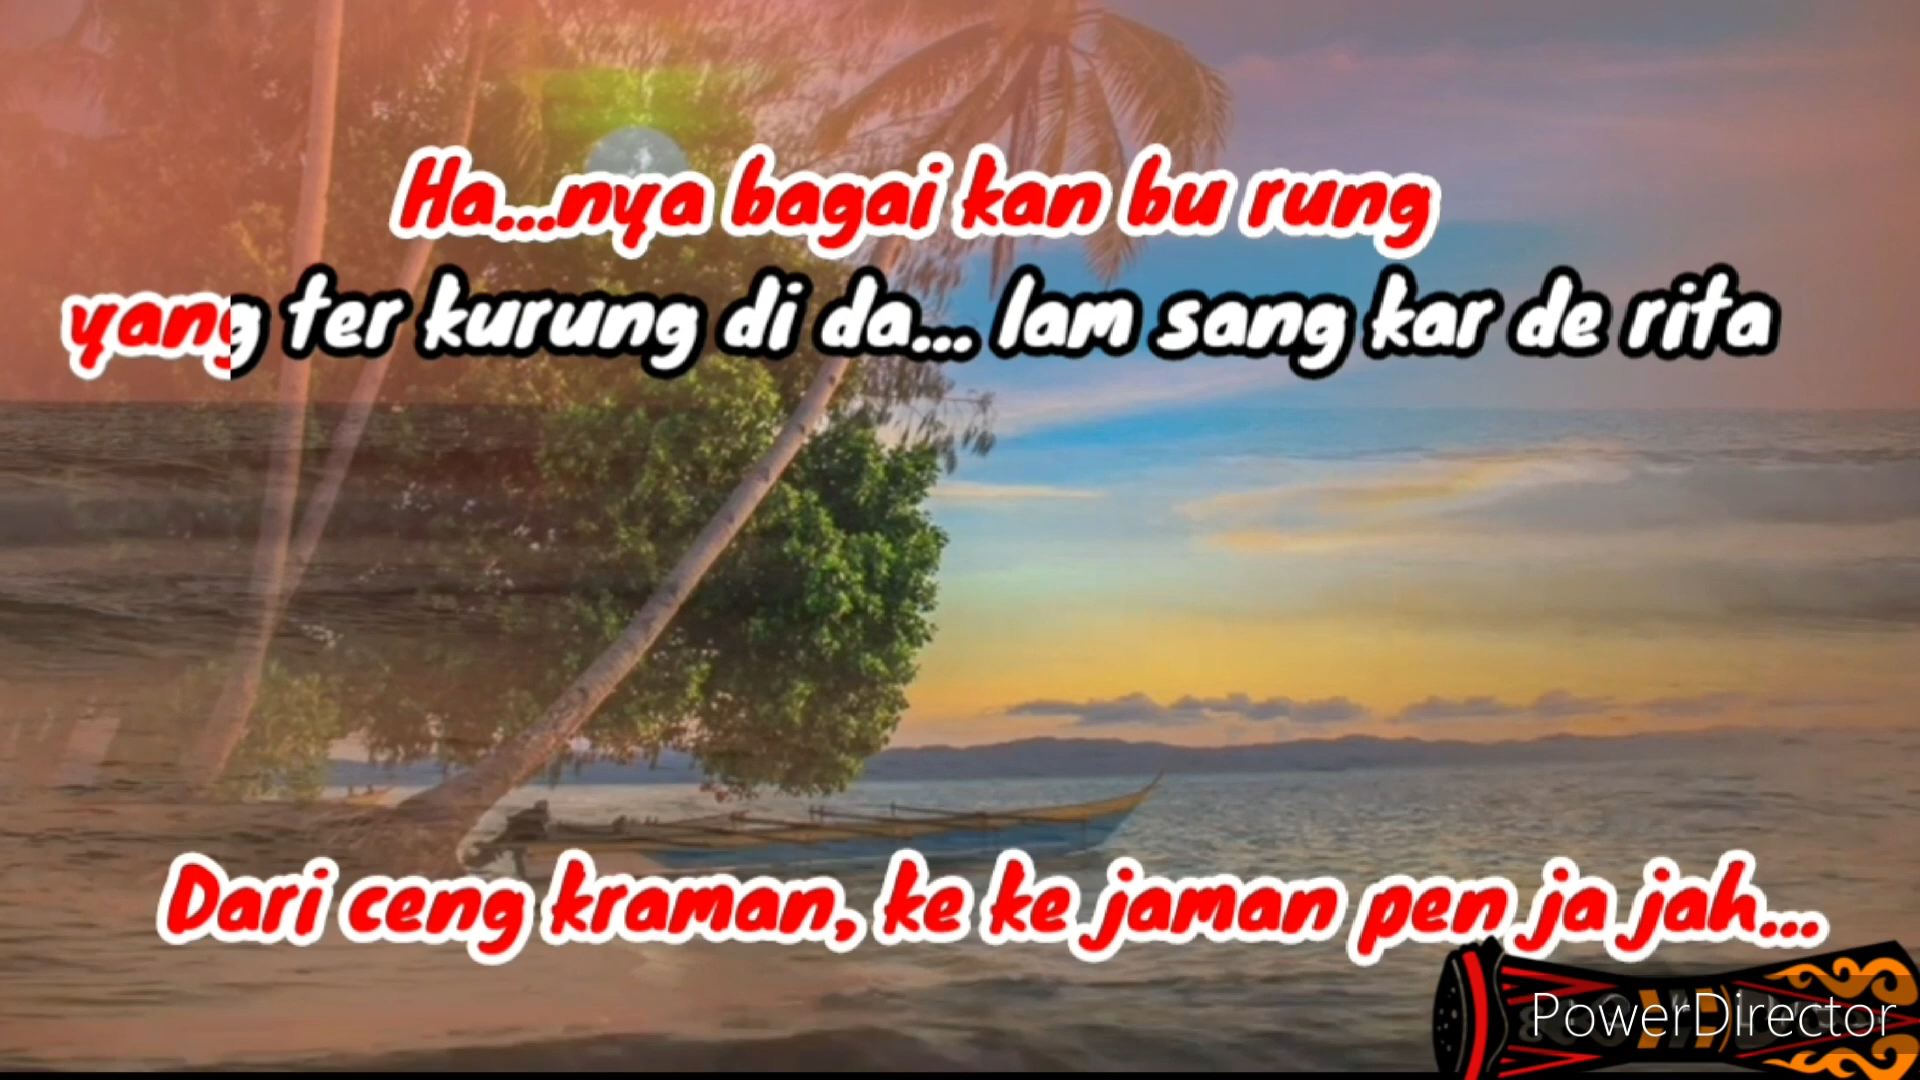 Ha...nya bagai kan bu rung
yang ter kurung di da... lam sang kar de rita
Dari ceng kraman, ke ke jaman pen ja jah...
PowerDirector